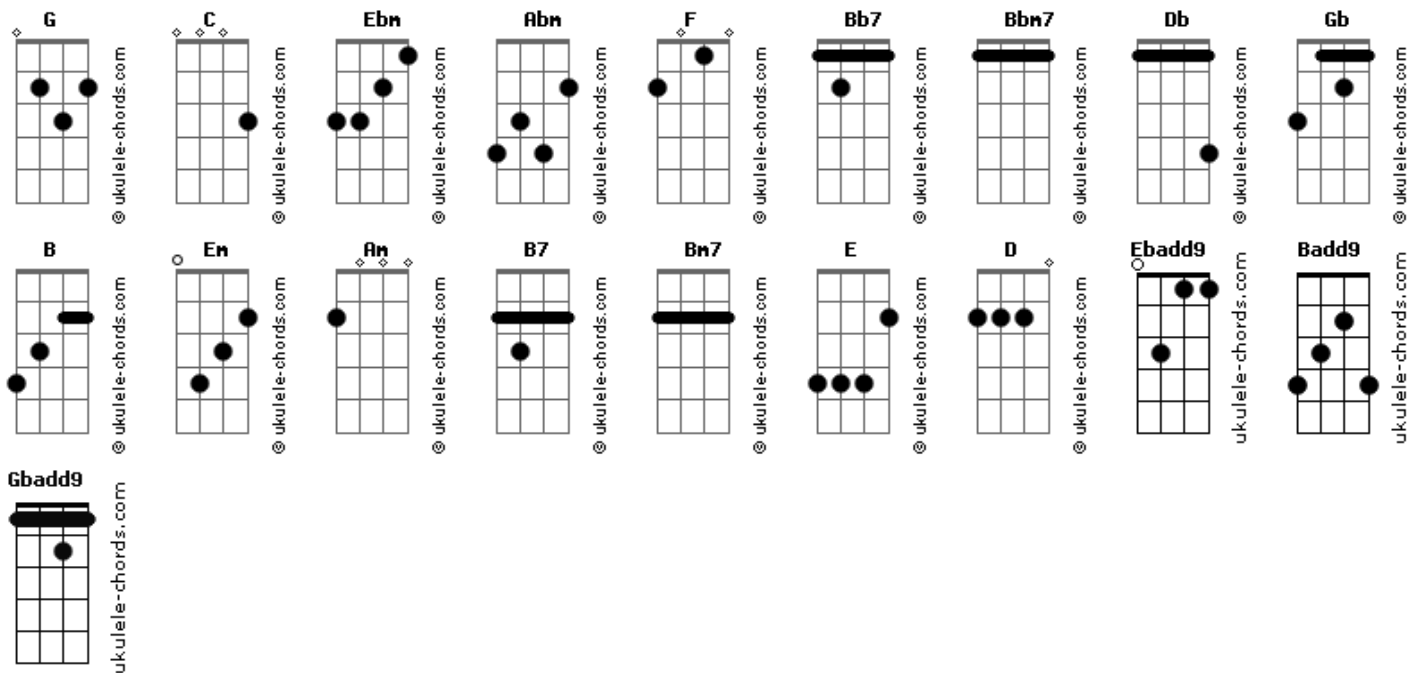 G C Ebm Abm F Bb7 Bbm7 Db Gb
© ukulele-chords.com © ukulele-chords.com © ukulele-chords.com © ukulele-chords.com © ukulele-chords.com © ukulele-chords.com © ukulele-chords.com © ukulele-chords.com © ukulele-chords.com
B Em Am B7 Bm7 E D Ebadd9 Badd9
© ukulele-chords.com © ukulele-chords.com © ukulele-chords.com © ukulele-chords.com © ukulele-chords.com © ukulele-chords.com © ukulele-chords.com ukulele-chords.com ukulele-chords.com
Gbadd9
ukulele-chords.com